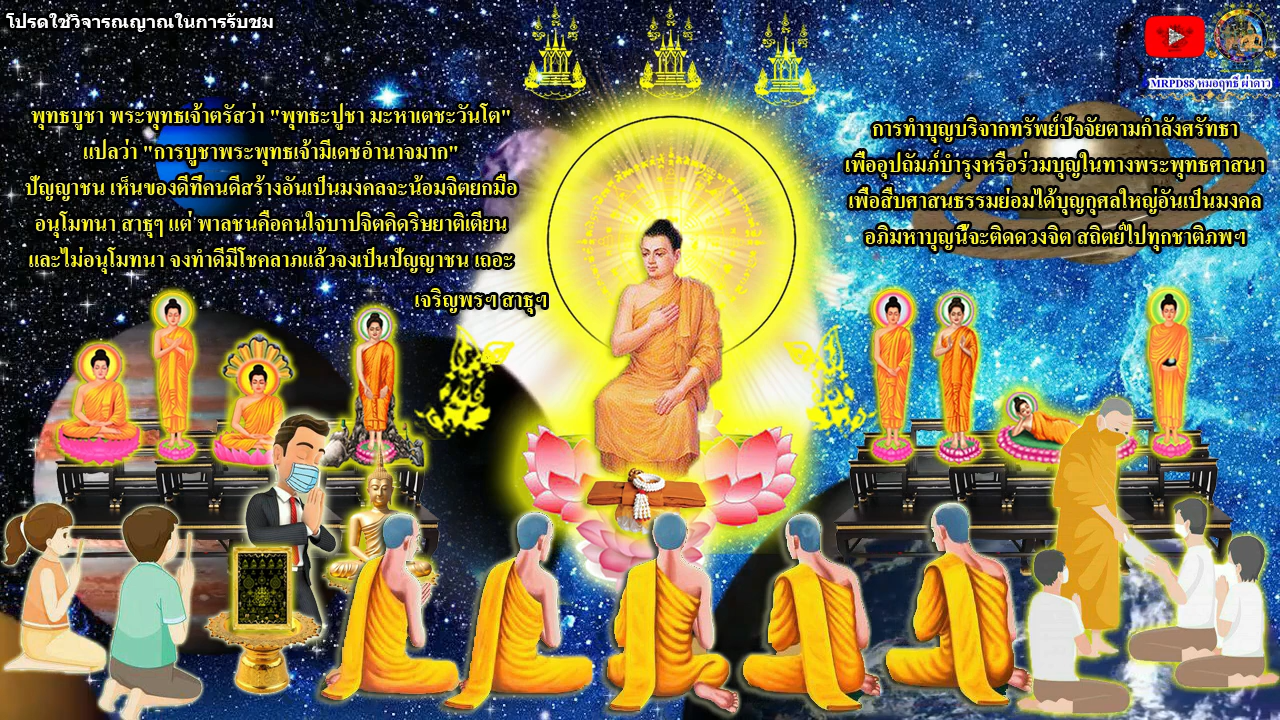 โปรดใช้วิจารณญาณในการรับชม
MRPD88 หมอฤทธิ์ ฝ่าดาว
พุทธบูชา พระพุทธเจ้าตรัสว่า "พุทธะปูชา มะหาเตชะวันโต"
แปลว่า "การบูชาพระพุทธเจ้ามีเดชอำนาจมาก"
ปัญญาชน เห็นของดีที่คนดีสร้างอันเป็นมงคลจะน้อมจิตยกมือ
อนุโมทนา สาธุๆ แต่ พาลชนคือคนใจบาปจิตคิดริษยาติเตียน
และไม่อนุโมทนา จงทำดีมีโชคลาภแล้วจงเป็นปัญญาชน เถอะ
เจริญพรฯ สาธุฯ
การทำบุญบริจากทรัพย์ปัจจัยตามกำลังศรัทธา
เพื่ออุปถัมภ์บำรุงหรือร่วมบุญในทางพระพุทธศาสนา
เพื่อสืบศาสนธรรมย่อมได้บุญกุศลใหญ่อันเป็นมงคล
อภิมหาบุญนี้จะติดดวงจิต สถิตย์ไปทุกชาติภพฯ